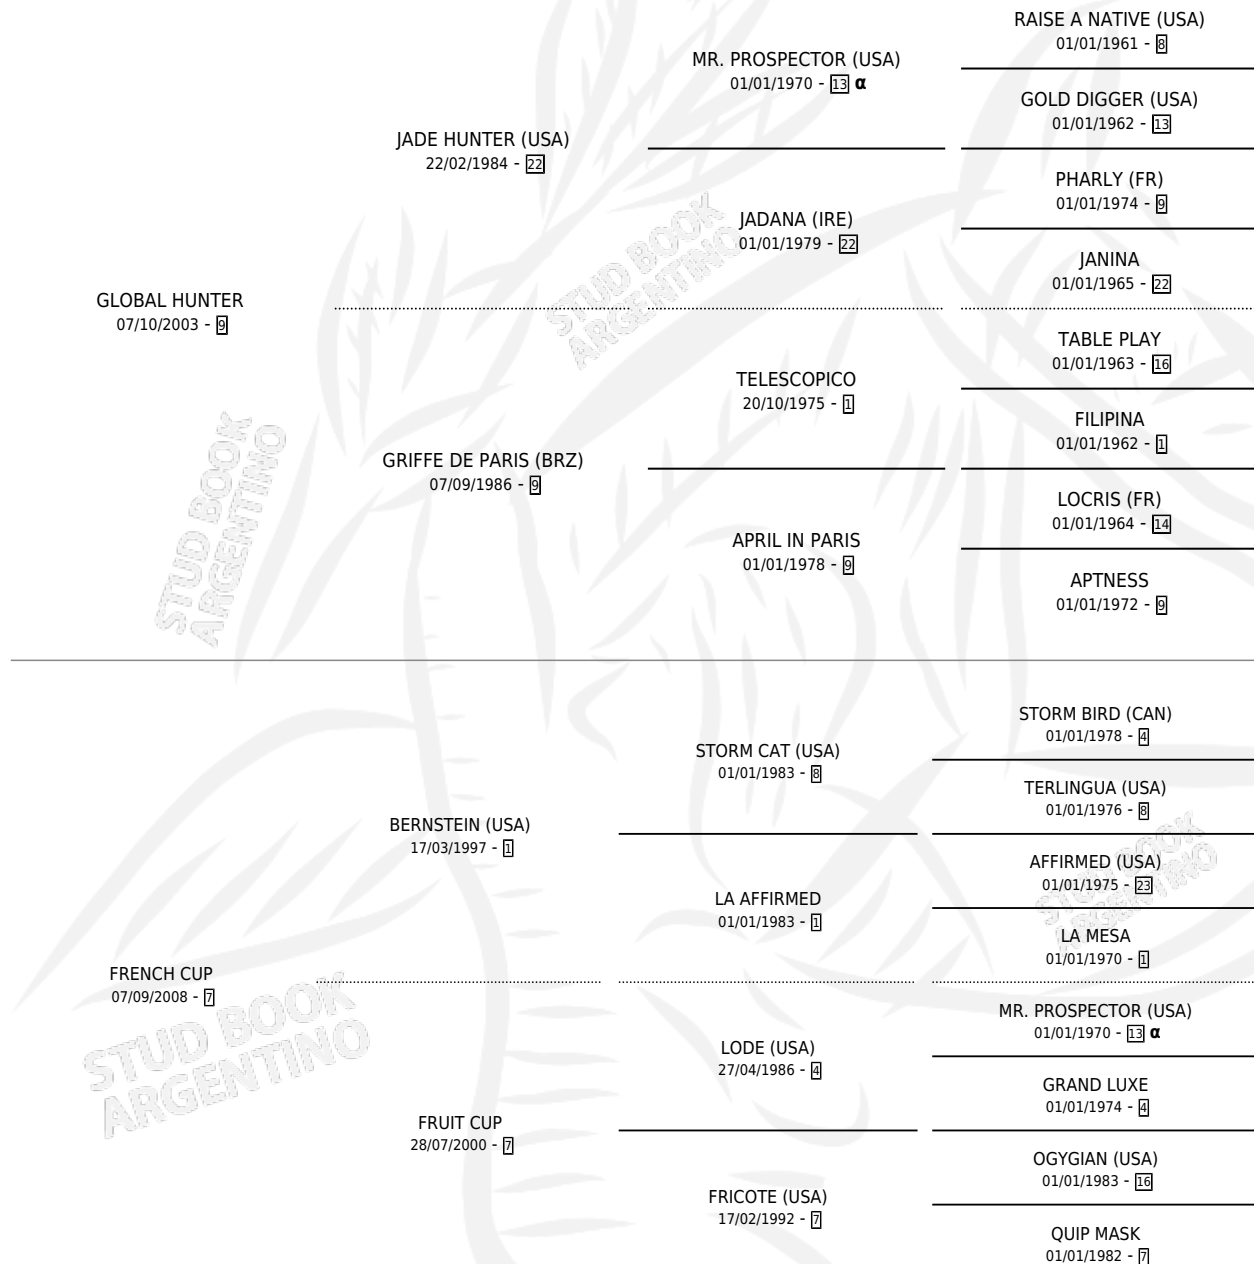 RAISE A NATIVE (USA)
01/01/1961 - 8
MR. PROSPECTOR (USA)
01/01/1970 - 13 α
GOLD DIGGER (USA)
01/01/1962 - 13
JADE HUNTER (USA)
22/02/1984 - 22
PHARLY (FR)
01/01/1974 - 9
JADANA (IRE)
01/01/1979 - 22
JANINA
01/01/1965 - 22
GLOBAL HUNTER
07/10/2003 - 9
TABLE PLAY
01/01/1963 - 16
TELESCOPICO
20/10/1975 - 1
FILIPINA
01/01/1962 - 1
GRIFFE DE PARIS (BRZ)
07/09/1986 - 9
LOCRIS (FR)
01/01/1964 - 14
APRIL IN PARIS
01/01/1978 - 9
APTNESS
01/01/1972 - 9
STORM BIRD (CAN)
01/01/1978 - 4
STORM CAT (USA)
01/01/1983 - 8
TERLINGUA (USA)
01/01/1976 - 8
BERNSTEIN (USA)
17/03/1997 - 1
AFFIRMED (USA)
01/01/1975 - 23
LA AFFIRMED
01/01/1983 - 1
LA MESA
01/01/1970 - 1
FRENCH CUP
07/09/2008 - 7
MR. PROSPECTOR (USA)
01/01/1970 - 13 α
LODE (USA)
27/04/1986 - 4
GRAND LUXE
01/01/1974 - 4
FRUIT CUP
28/07/2000 - 7
OGYGIAN (USA)
01/01/1983 - 16
FRICOTE (USA)
17/02/1992 - 7
QUIP MASK
01/01/1982 - 7
STUD BOOK
ARGENTINO
STUD BOOK
ARGENTINO
STUD BOOK
ARGENTINO
STUD BOOK
ARGENTINO